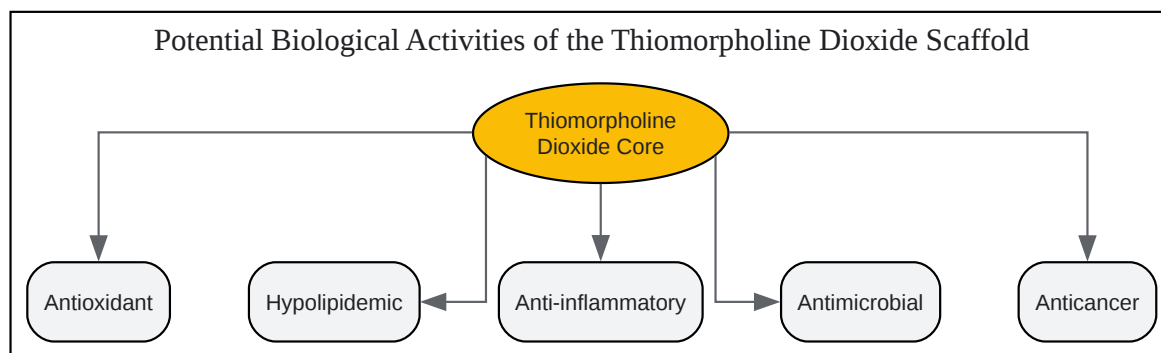 Potential Biological Activities of the Thiomorpholine Dioxide Scaffold
Thiomorpholine
Dioxide Core
Antioxidant
Hypolipidemic
Anti-inflammatory
Antimicrobial
Anticancer